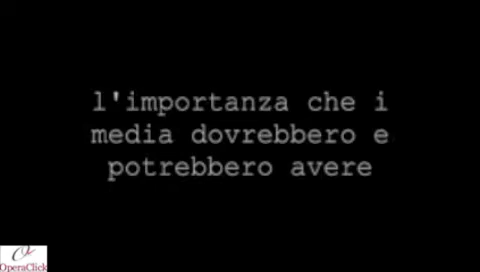 l'importanza che i
media dovrebbero e
potrebbero avere
OperaClick